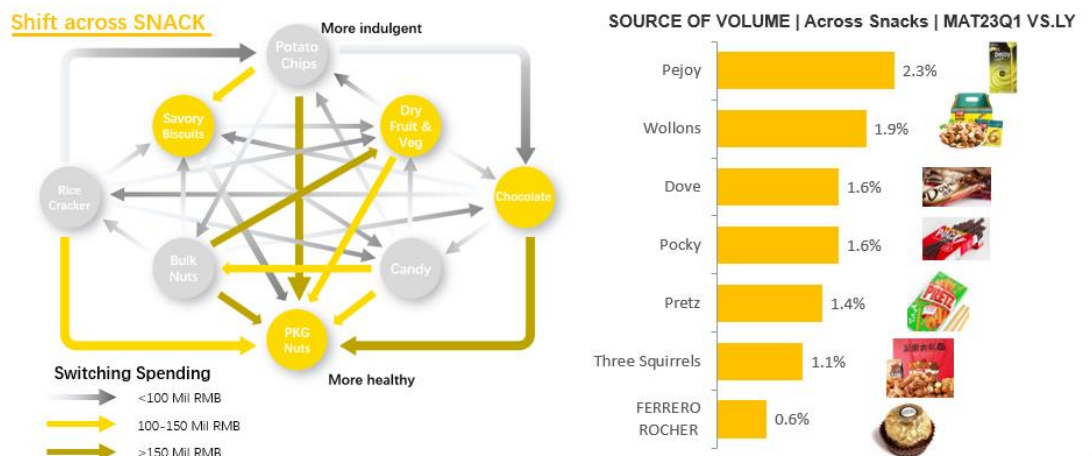 Shift across SNACK
More indulgent
Potato
Chips
Savory
Biscuits
Dry
Fruit &
Veg
Rice
Cracker
Chocolate
Bulk
Nuts
Candy
PKG
Nuts
More healthy
Switching Spending
<100 Mil RMB
100-150 Mil RMB
>150 Mil RMB
SOURCE OF VOLUME | Across Snacks | MAT23Q1 VS.LY
Pejoy
2.3%
Wollons
1.9%
Dove
1.6%
Pocky
1.6%
Pretz
1.4%
PRETZ
Three Squirrels
1.1%
FERRERO
ROCHER
0.6%